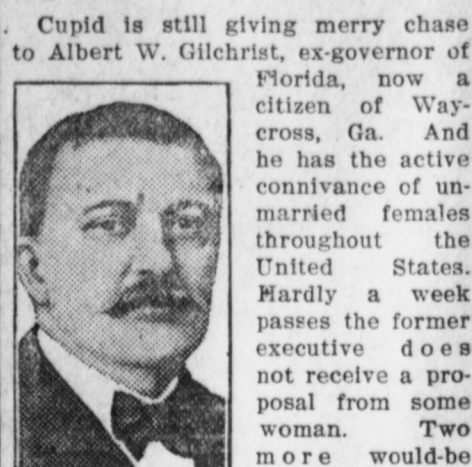 . Cupid is still giving merry chase
to Albert W. Gilchrist, ex-governor of
Florida, now a
citizen of Way-
cross, Ga. And
he has the active
connivance of un-
married females
throughout the
United States.
Hardly a week
passes the former
executive does
not receive a pro-
posal from some
woman. Two
more would-be